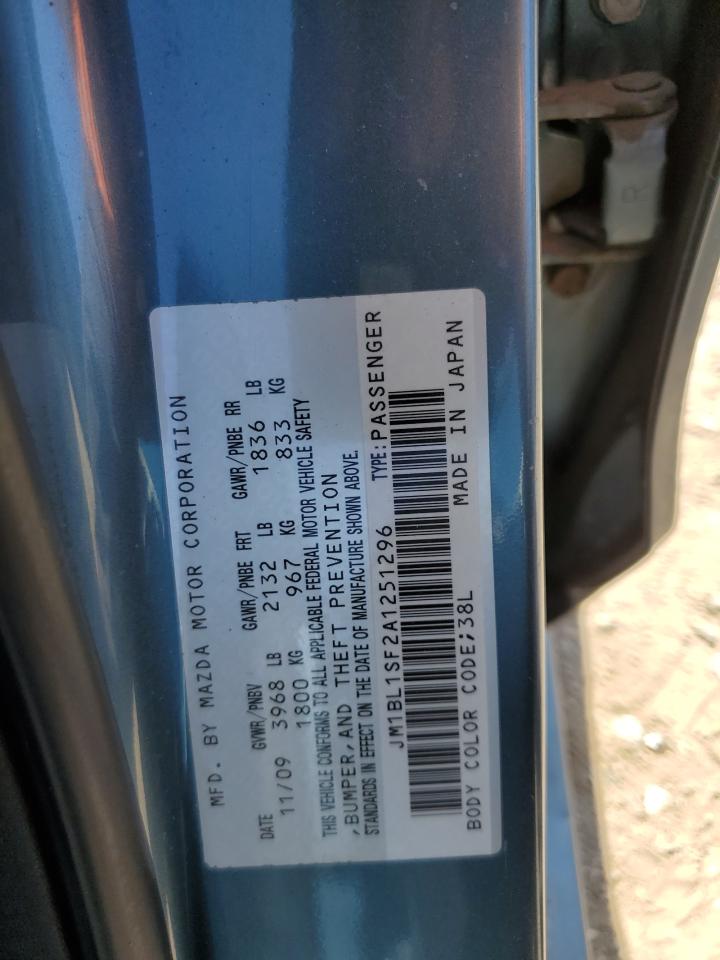 MFD. BY MAZDA MOTOR CORPORATION
DATE GVWR/PNBV GAWR/PNBE FRT GAWR/PNBE RR
11/09 3968 LB 2132 LB 1836 LB
1800 KG 967 KG 833 KG
THIS VEHICLE CONFORMS TO ALL APPLICABLE FEDERAL MOTOR VEHICLE SAFETY
,BUMPER,AND THEFT PREVENTION
STANDARDS IN EFFECT ON THE DATE OF MANUFACTURE SHOWN ABOVE.
JM1BL1SF2A1251296 TYPE:PASSENGER
BODY COLOR CODE;38L MADE IN JAPAN
R